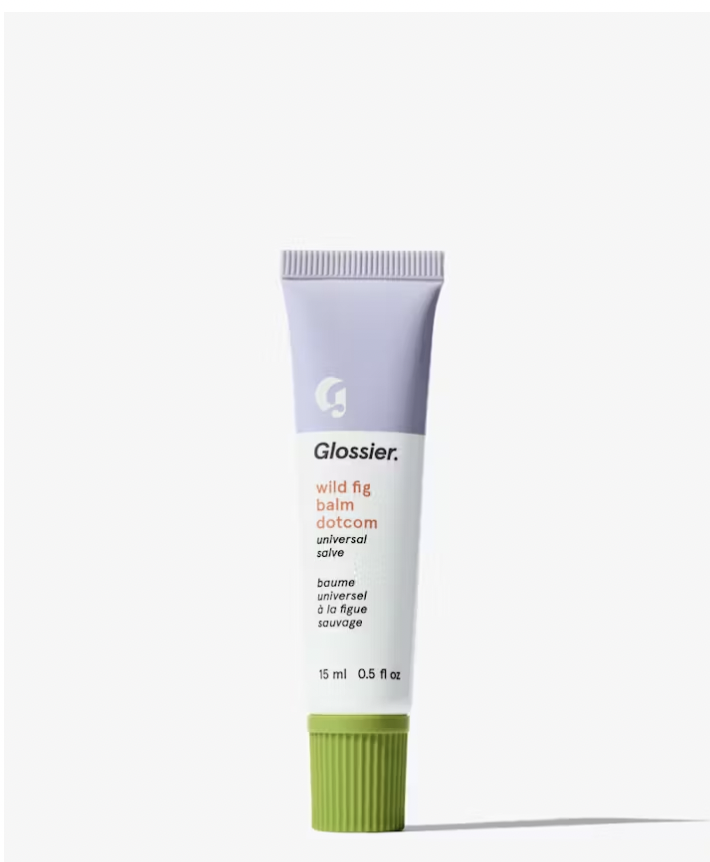 G
Glossier.
wild fig
balm
dotcom
universal
salve
baume
universel
à la figue
sauvage
15 ml 0.5 fl oz